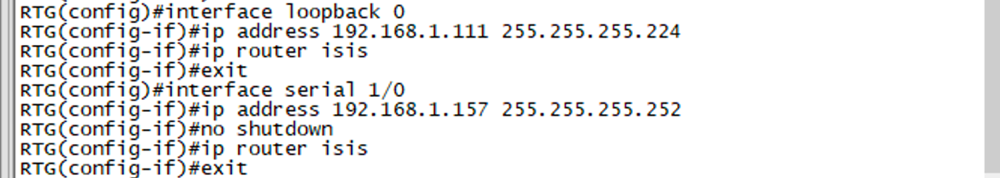 RTG(config)#interface loopback 0
RTG(config-if)#ip address 192.168.1.111 255.255.255.224
RTG(config-if)#ip router isis
RTG(config-if)#exit
RTG(config)#interface serial 1/0
RTG(config-if)#ip address 192.168.1.157 255.255.255.252
RTG(config-if)#no shutdown
RTG(config-if)#ip router isis
RTG(config-if)#exit